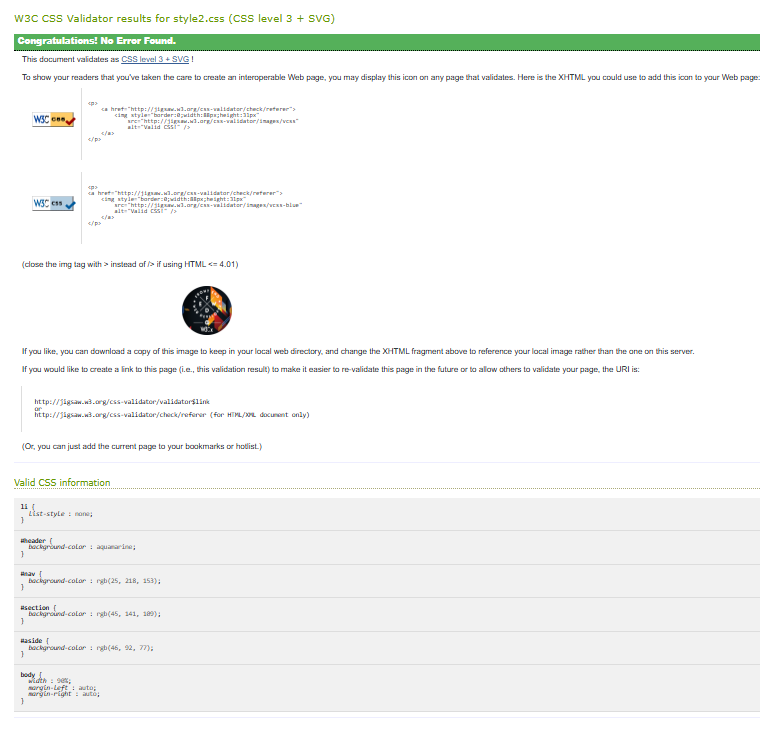 W3C CSS Validator results for style2.css (CSS level 3 + SVG)
Congratulations! No Error Found.
This document validates as CSS level 3 + SVG !
To show your readers that you've taken the care to create an interoperable Web page, you may display this icon on any page that validates. Here is the XHTML you could use to add this icon to your Web page:
W3C css
<p>
<a href="http://jigsaw.w3.org/css-validator/check/referer">
<img style="border:0;width:88px;height:31px"
src="http://jigsaw.w3.org/css-validator/images/vcss"
alt="Valid CSS!" />
</a>
</p>
W3C css
<p>
<a href="http://jigsaw.w3.org/css-validator/check/referer">
<img style="border:0;width:88px;height:31px"
src="http://jigsaw.w3.org/css-validator/images/vcss-blue"
alt="Valid CSS!" />
</a>
</p>
(close the img tag with > instead of /> if using HTML <= 4.01)
If you like, you can download a copy of this image to keep in your local web directory, and change the XHTML fragment above to reference your local image rather than the one on this server.
If you would like to create a link to this page (i.e., this validation result) to make it easier to re-validate this page in the future or to allow others to validate your page, the URI is:
http://jigsaw.w3.org/css-validator/validator$link
or
http://jigsaw.w3.org/css-validator/check/referer (for HTML/XML document only)
(Or, you can just add the current page to your bookmarks or hotlist.)
Valid CSS information
li {
list-style : none;
}
#header {
background-color : aquamarine;
}
#nav {
background-color : rgb(25, 218, 153);
}
#section {
background-color : rgb(45, 141, 109);
}
#aside {
background-color : rgb(46, 92, 77);
}
body {
width : 90%;
margin-left : auto;
margin-right : auto;
}